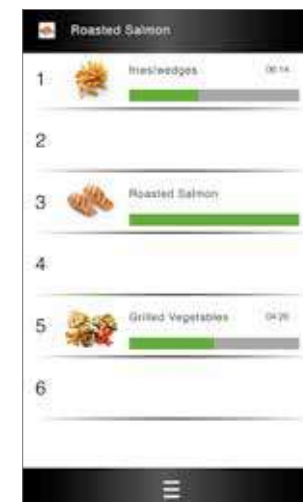 Roasted Salmon
1 fries/wedges 06:14
2
3 Roasted Salmon
4
5 Grilled Vegetables 04:26
6